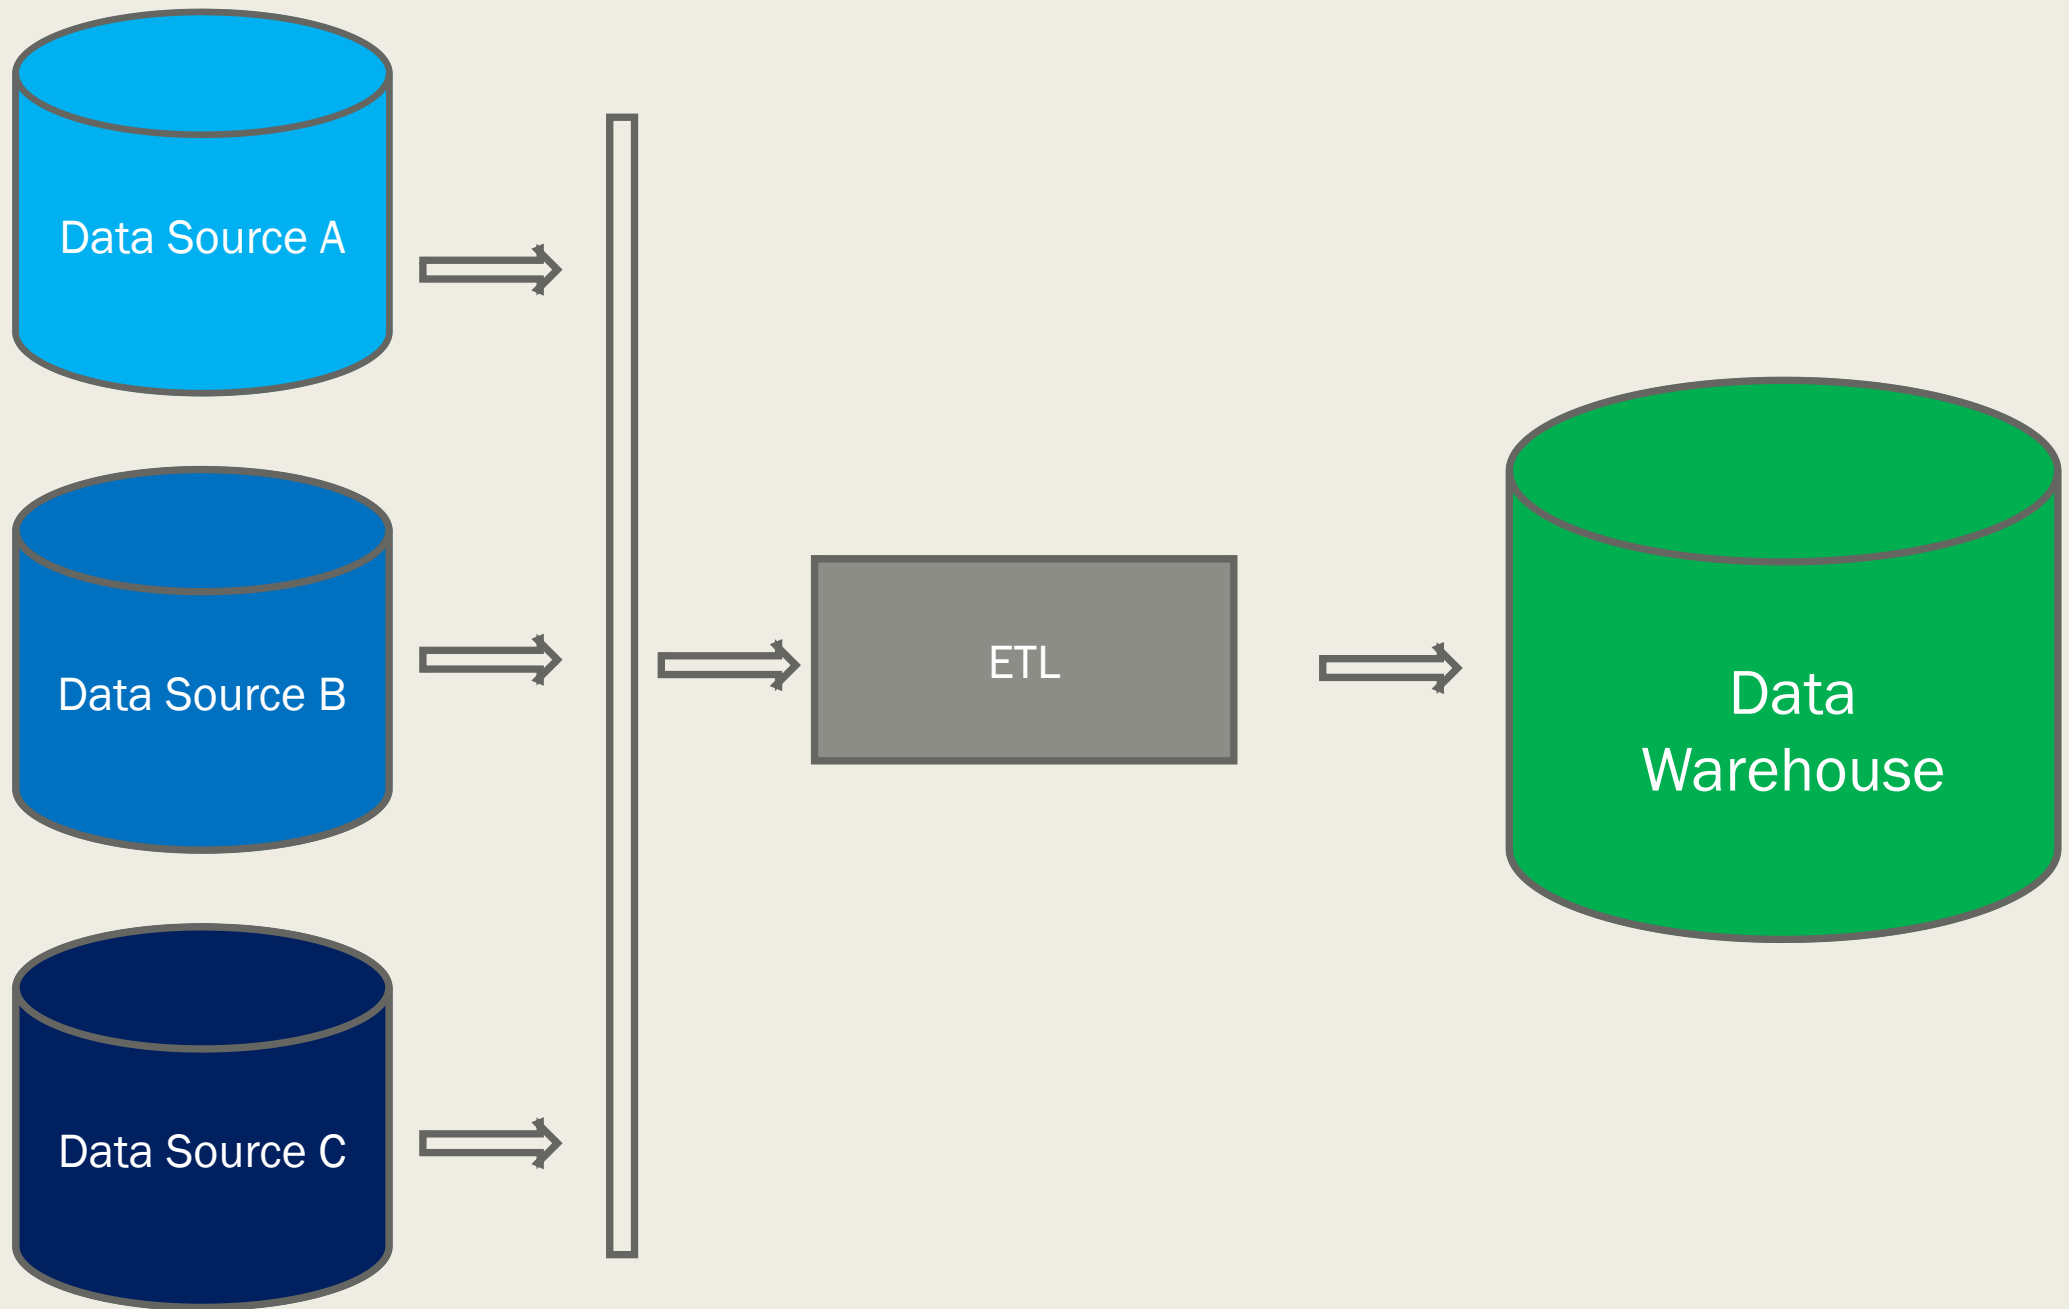 Data Source A
Data Source B
Data Source C
ETL
Data
Warehouse